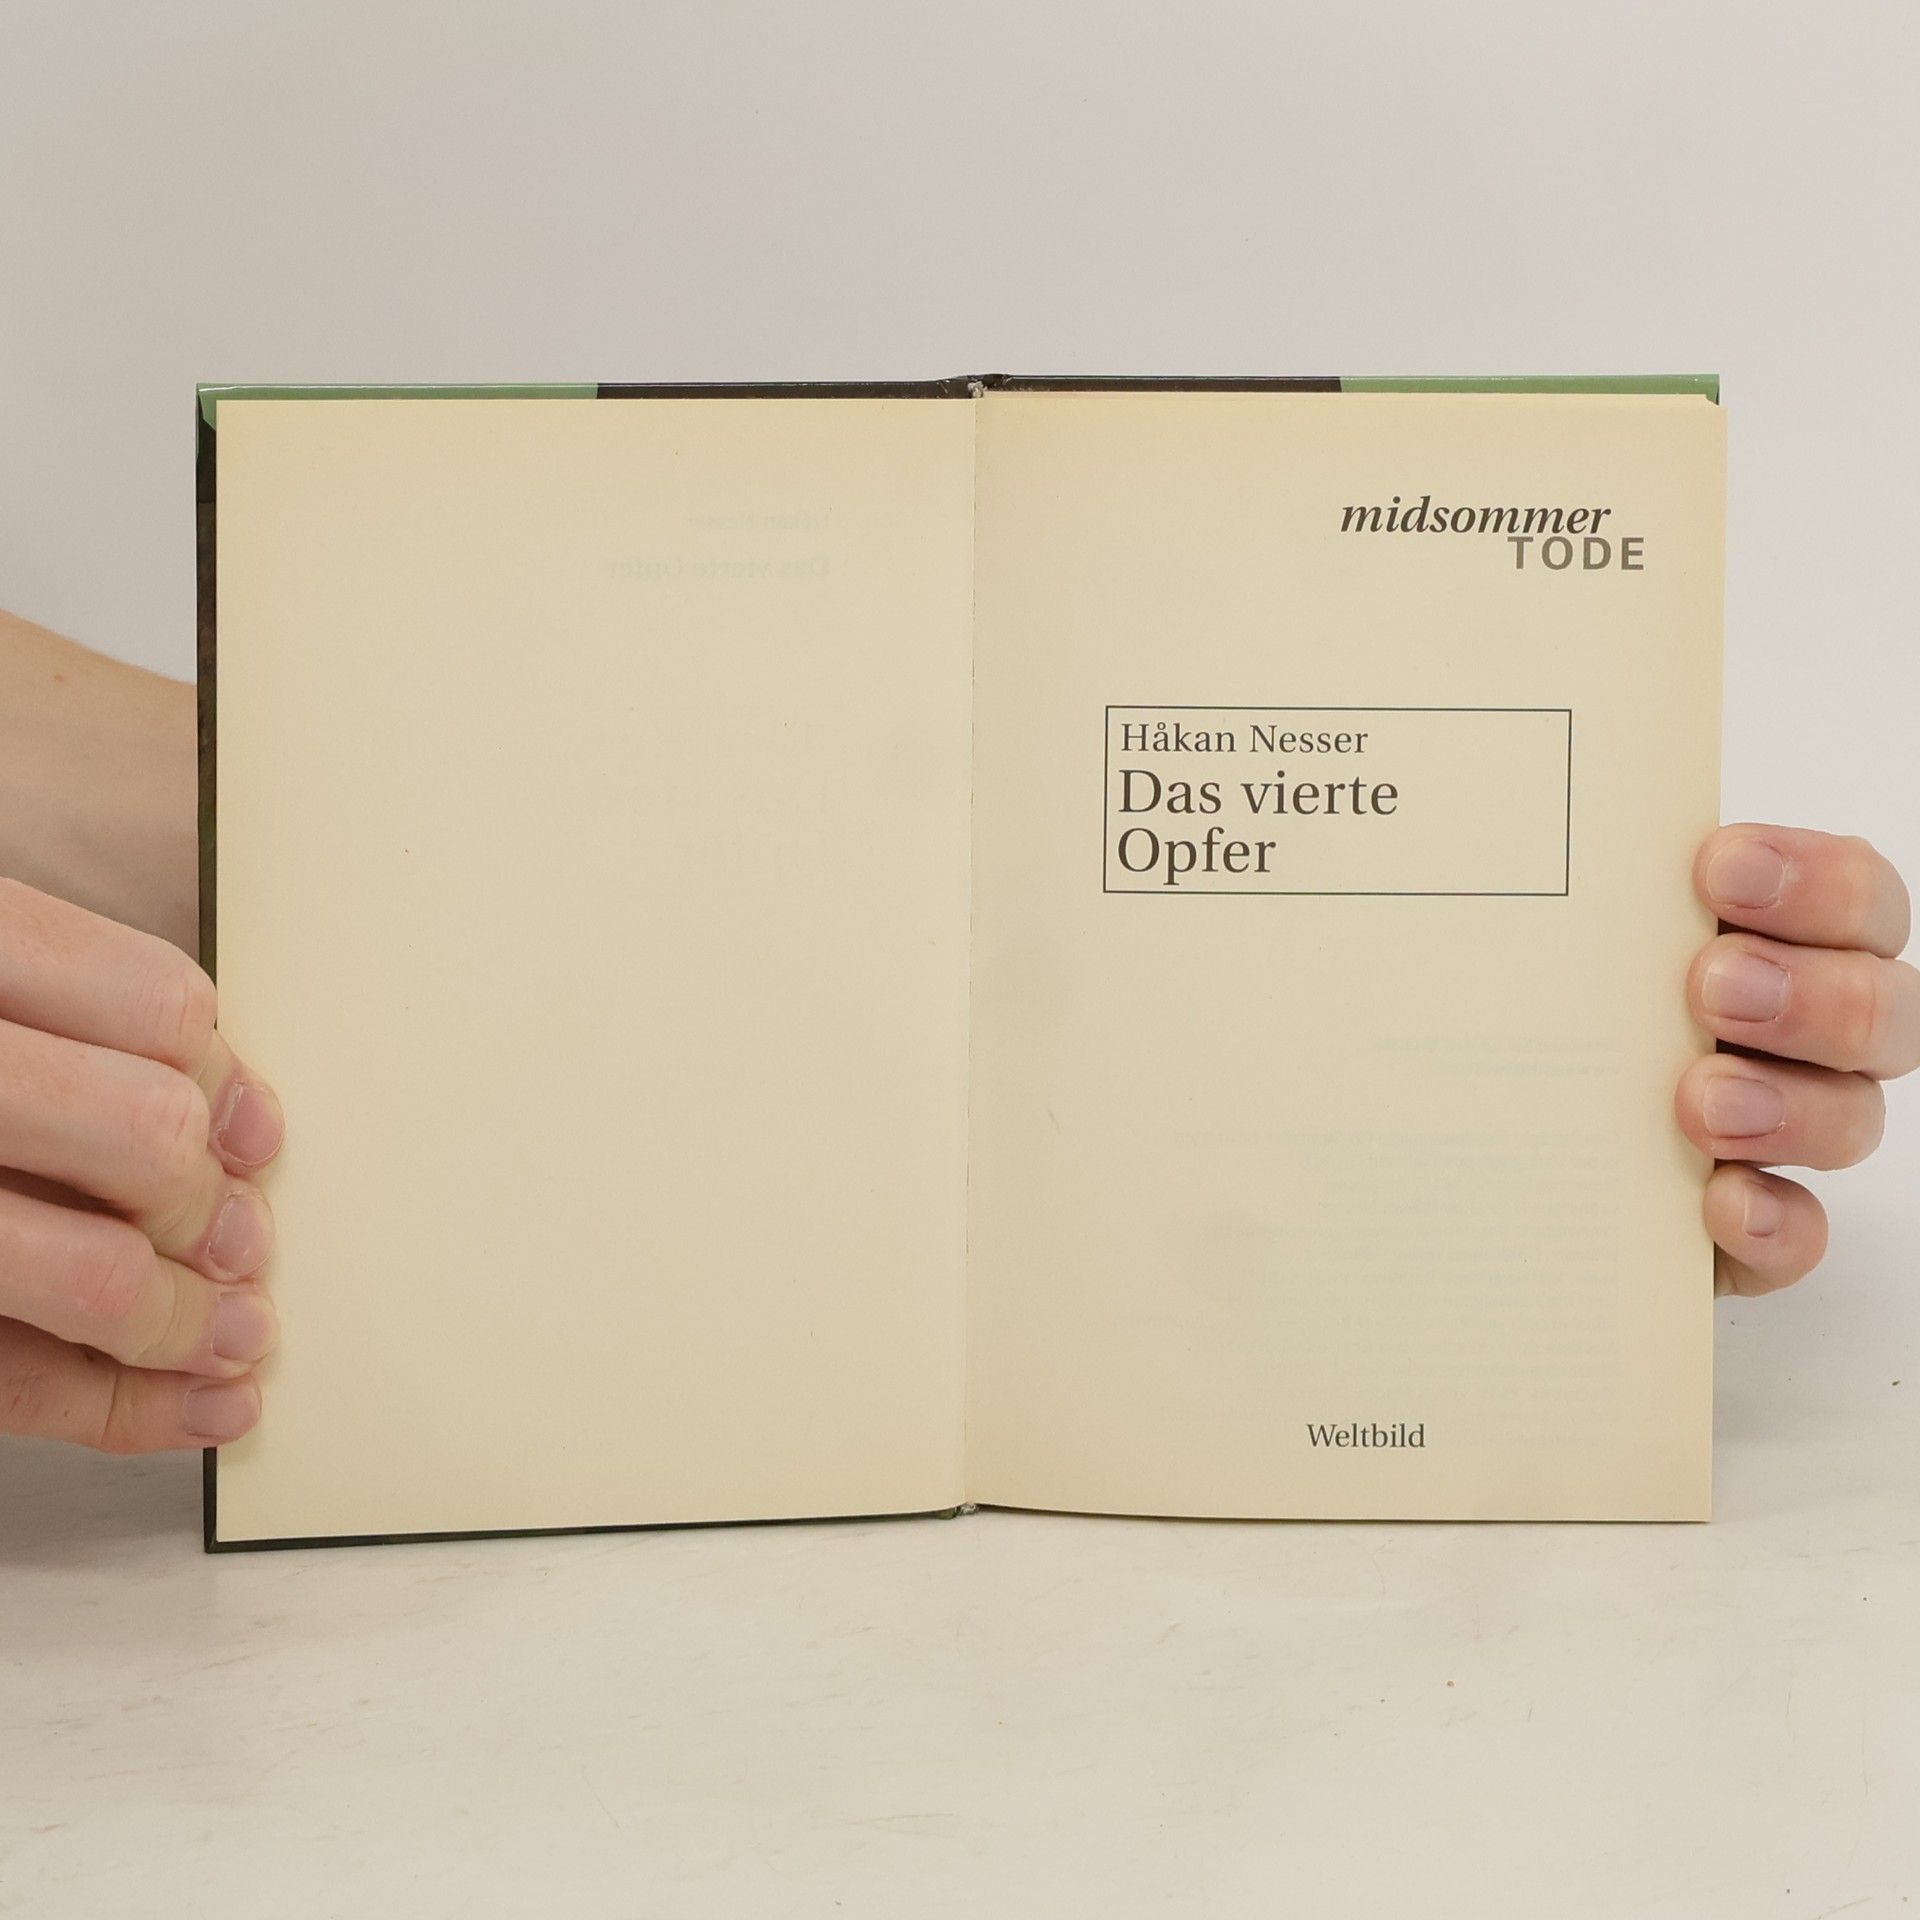 midsommer
TODE
Håkan Nesser
Das vierte
Opfer
Weltbild